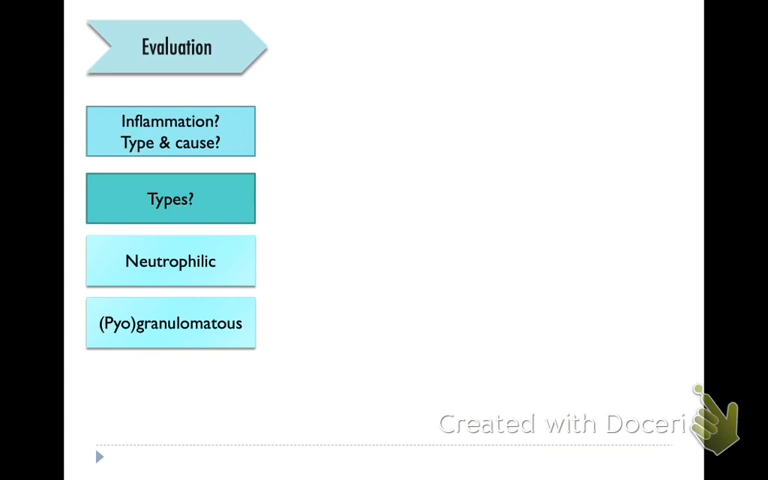 Evaluation
Inflammation?
Type & cause?
Types?
Neutrophilic
(Pyo)granulomatous
Created with Doceri